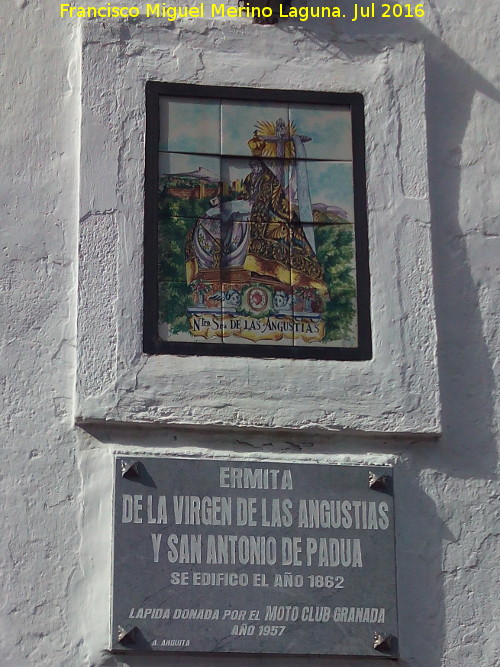 Francisco Miguel Merino Laguna. Jul 2016
Ntra Sra DE LAS ANGUSTIAS
ERMITA
DE LA VIRGEN DE LAS ANGUSTIAS
Y SAN ANTONIO DE PADUA
SE EDIFICO EL AÑO 1862
LAPIDA DONADA POR EL MOTO CLUB GRANADA
AÑO 1957
A. ANGUITA